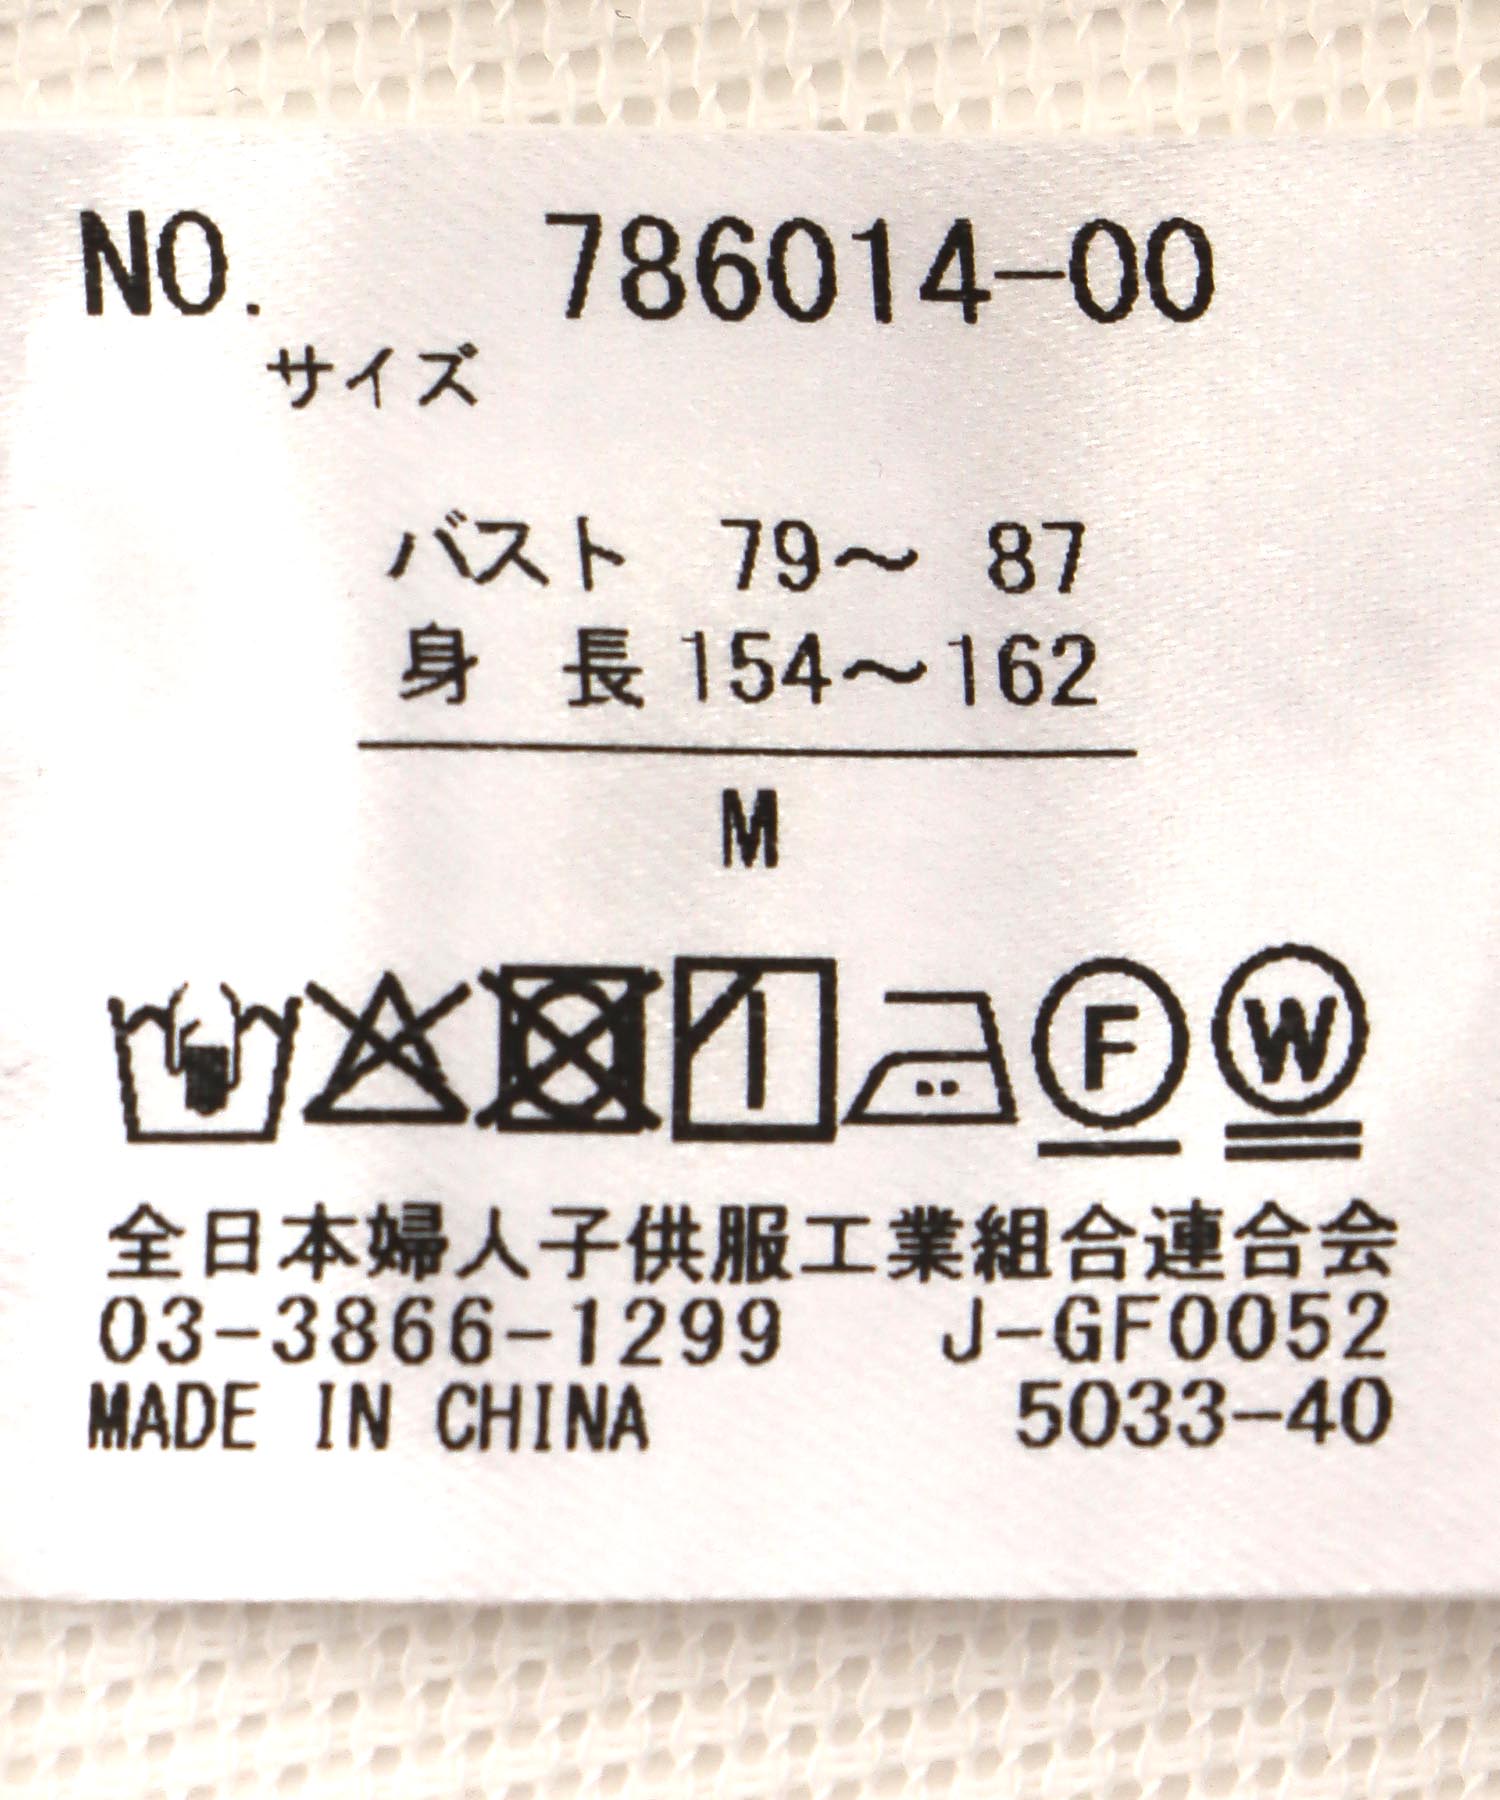 NO. 786014-00
サイズ
バスト 79～ 87
身 長 154～162
M
F W
全日本婦人子供服工業組合連合会
03-3866-1299 J-GF0052
MADE IN CHINA 5033-40